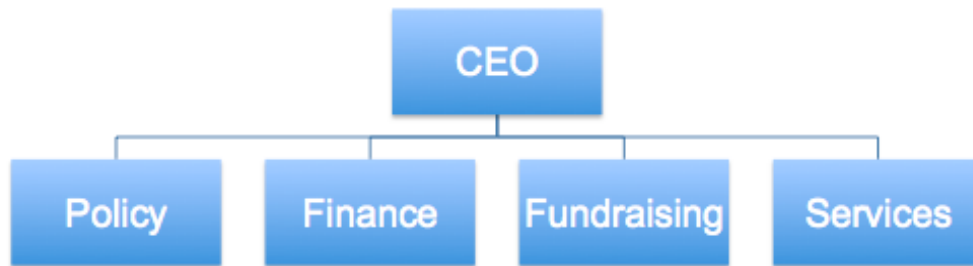 CEO
Policy
Finance
Fundraising
Services